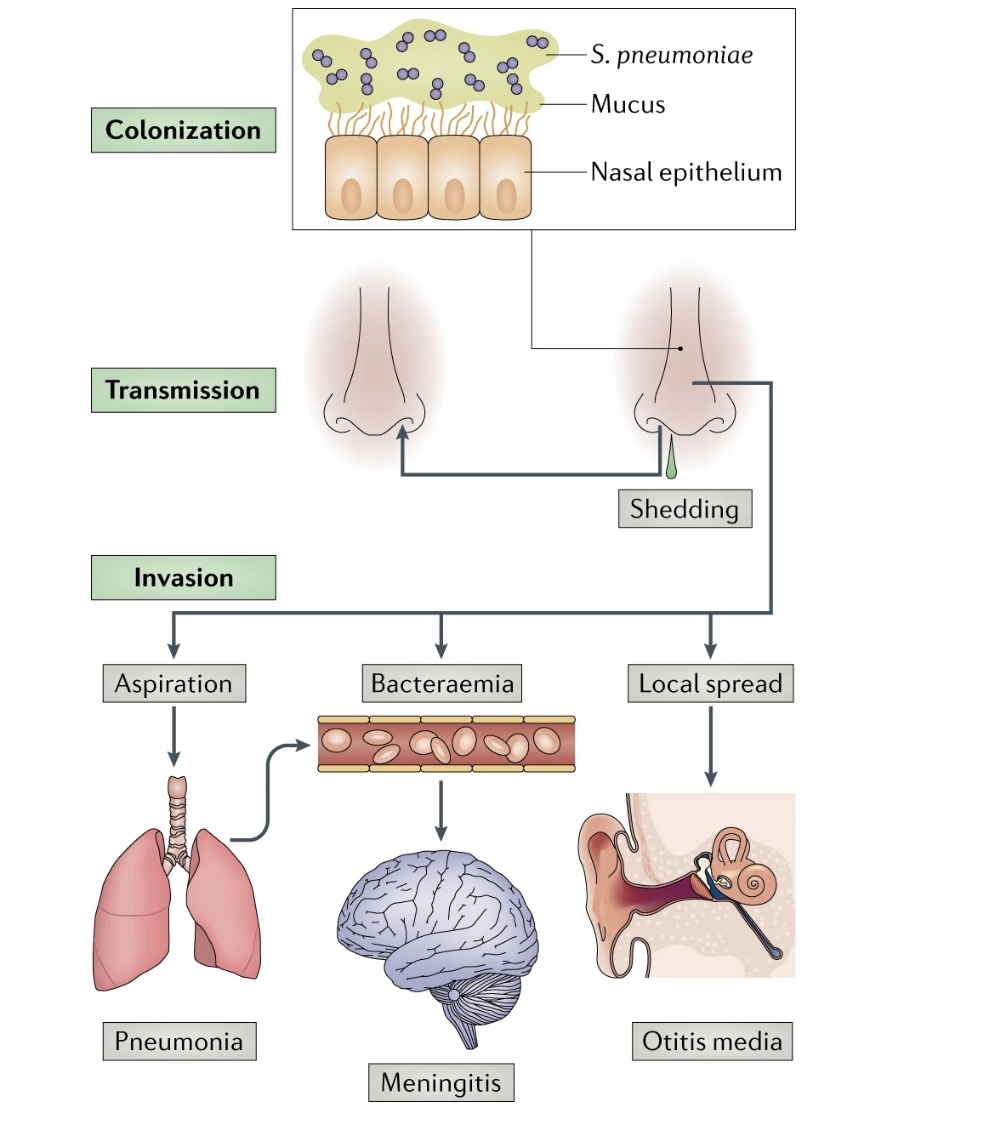 S. pneumoniae
Mucus
Colonization
Nasal epithelium
Transmission
Shedding
Invasion
Aspiration
Bacteraemia
Local spread
Pneumonia
Otitis media
Meningitis